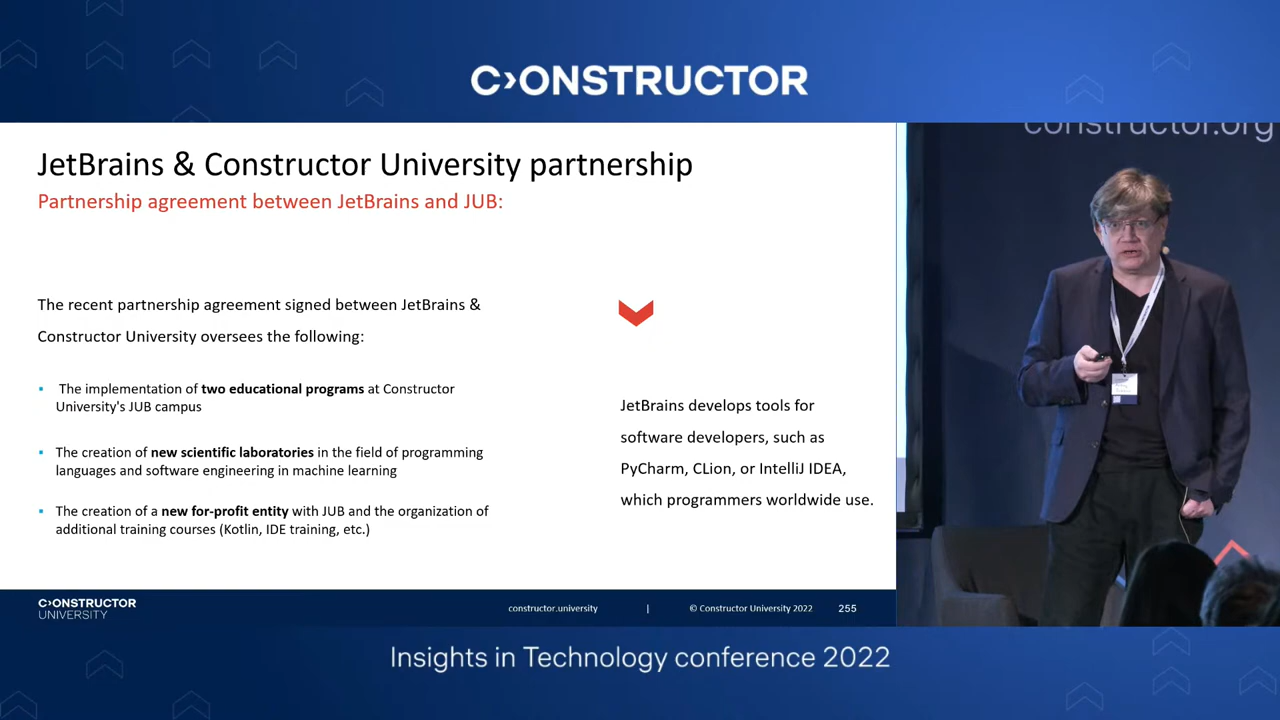 C›ONSTRUCTOR
constructor.org
JetBrains & Constructor University partnership
Partnership agreement between JetBrains and JUB:
The recent partnership agreement signed between JetBrains &
Constructor University oversees the following:
▪ The implementation of two educational programs at Constructor
University's JUB campus
▪ The creation of new scientific laboratories in the field of programming
languages and software engineering in machine learning
▪ The creation of a new for-profit entity with JUB and the organization of
additional training courses (Kotlin, IDE training, etc.)
JetBrains develops tools for
software developers, such as
PyCharm, CLion, or IntelliJ IDEA,
which programmers worldwide use.
C›ONSTRUCTOR
UNIVERSITY
constructor.university | © Constructor University 2022 255
Insights in Technology conference 2022